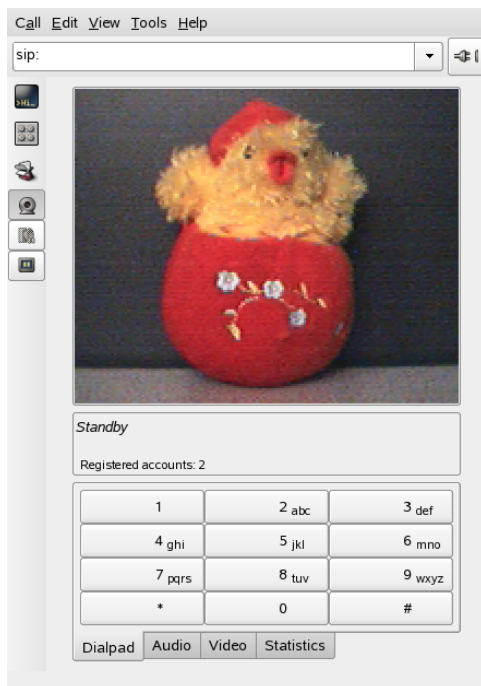 Call Edit View Tools Help
sip:
Standby
Registered accounts: 2
1 2 abc 3 def
4 ghi 5 jkl 6 mno
7 pqrs 8 tuv 9 wxyz
* 0 #
Dialpad Audio Video Statistics